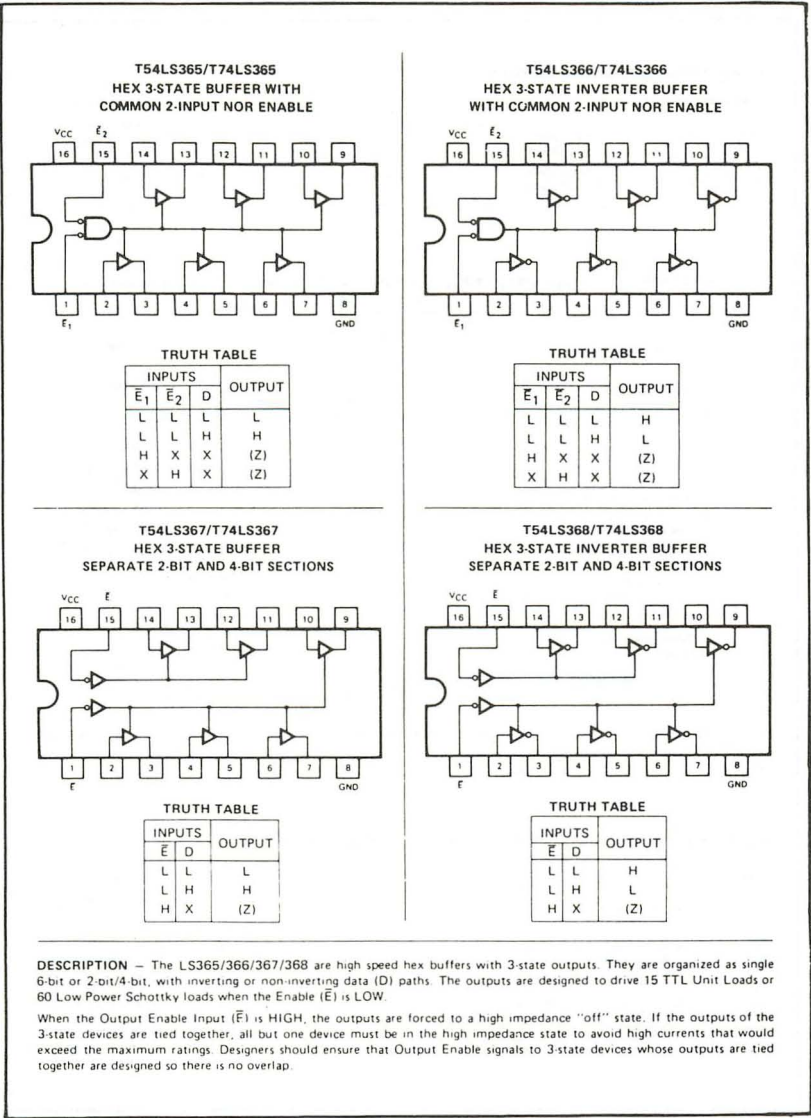 T54LS365/T74LS365
HEX 3-STATE BUFFER WITH
COMMON 2-INPUT NOR ENABLE
VCC Ē2
16 15 14 13 12 11 10 9
1 2 3 4 5 6 7 8
Ē1 GND
TRUTH TABLE
INPUTS OUTPUT
Ē1 Ē2 D
L L L L
L L H H
H X X (Z)
X H X (Z)
T54LS366/T74LS366
HEX 3-STATE INVERTER BUFFER
WITH COMMON 2-INPUT NOR ENABLE
VCC Ē2
16 15 14 13 12 11 10 9
1 2 3 4 5 6 7 8
Ē1 GND
TRUTH TABLE
INPUTS OUTPUT
Ē1 Ē2 D
L L L H
L L H L
H X X (Z)
X H X (Z)
T54LS367/T74LS367
HEX 3-STATE BUFFER
SEPARATE 2-BIT AND 4-BIT SECTIONS
VCC Ē
16 15 14 13 12 11 10 9
1 2 3 4 5 6 7 8
Ē GND
TRUTH TABLE
INPUTS OUTPUT
Ē D
L L L
L H H
H X (Z)
T54LS368/T74LS368
HEX 3-STATE INVERTER BUFFER
SEPARATE 2-BIT AND 4-BIT SECTIONS
VCC Ē
16 15 14 13 12 11 10 9
1 2 3 4 5 6 7 8
Ē GND
TRUTH TABLE
INPUTS OUTPUT
Ē D
L L H
L H L
H X (Z)
DESCRIPTION – The LS365/366/367/368 are high speed hex buffers with 3-state outputs. They are organized as single
6-bit or 2-bit/4-bit, with inverting or non-inverting data (D) paths. The outputs are designed to drive 15 TTL Unit Loads or
60 Low Power Schottky loads when the Enable (Ē) is LOW.
When the Output Enable Input (Ē) is HIGH, the outputs are forced to a high impedance "off" state. If the outputs of the
3-state devices are tied together, all but one device must be in the high impedance state to avoid high currents that would
exceed the maximum ratings. Designers should ensure that Output Enable signals to 3-state devices whose outputs are tied
together are designed so there is no overlap.